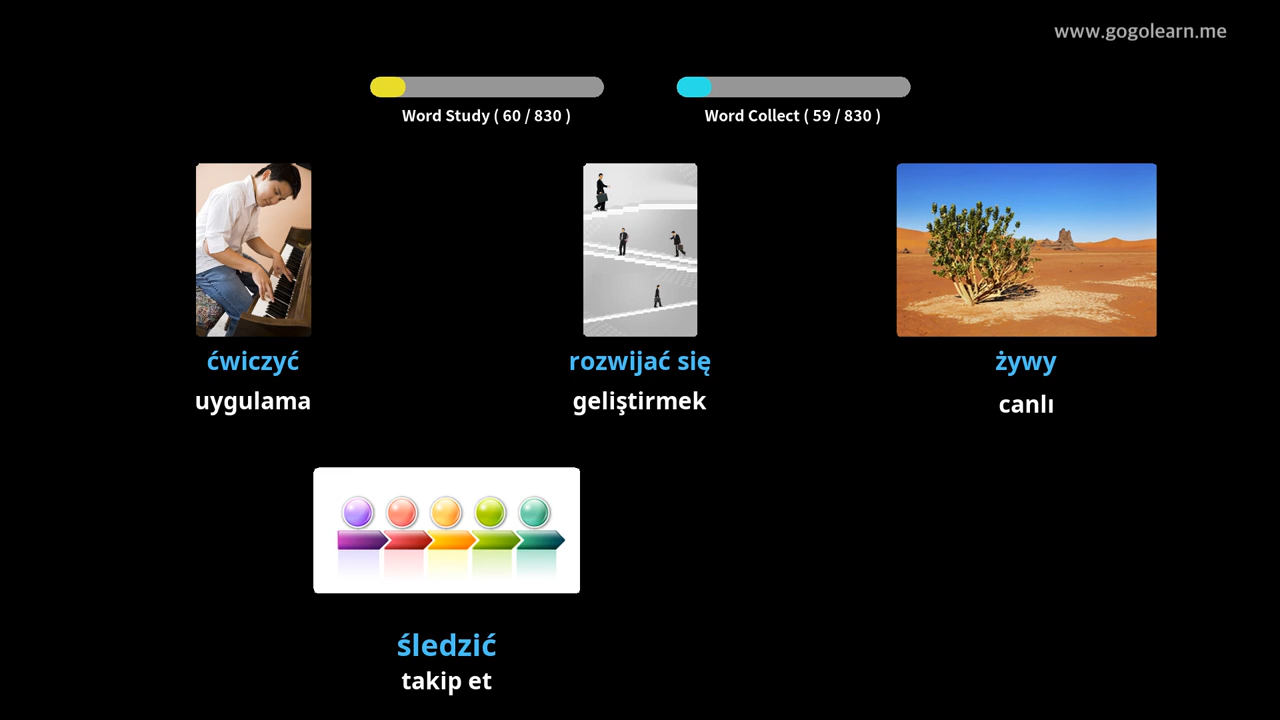 www.gogolearn.me
Word Study ( 60 / 830 )
Word Collect ( 59 / 830 )
ćwiczyć
uygulama
rozwijać się
geliştirmek
żywy
canlı
śledzić
takip et